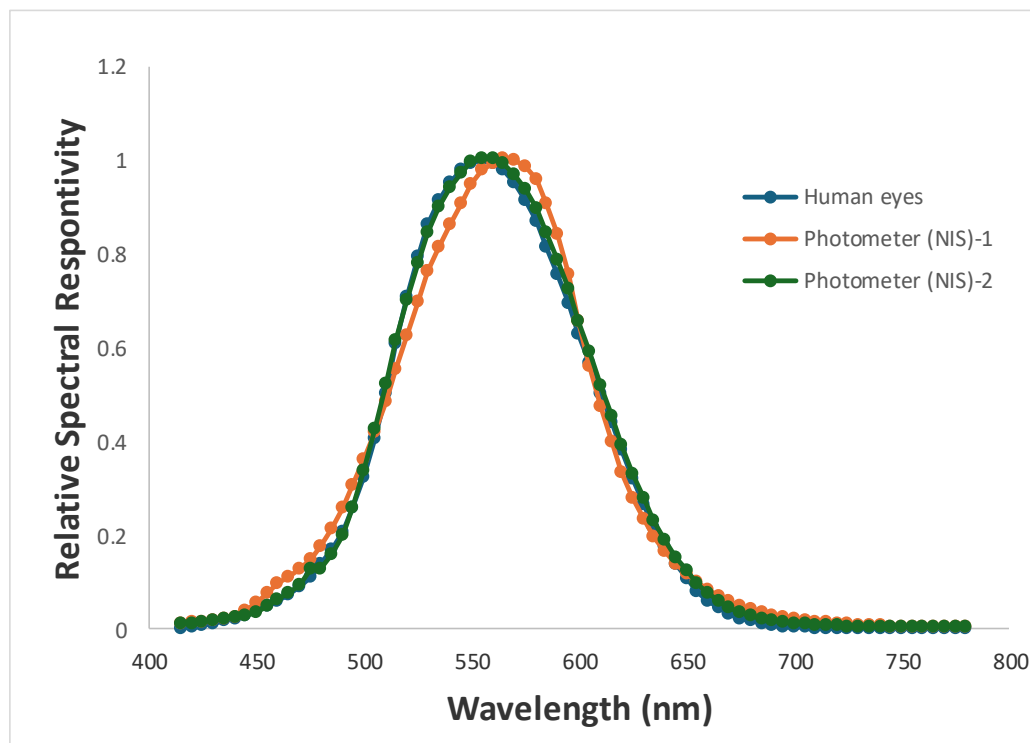 Relative Spectral Respontivity
1.2
1
0.8
0.6
0.4
0.2
0
400 450 500 550 600 650 700 750 800
Wavelength (nm)
Human eyes
Photometer (NIS)-1
Photometer (NIS)-2